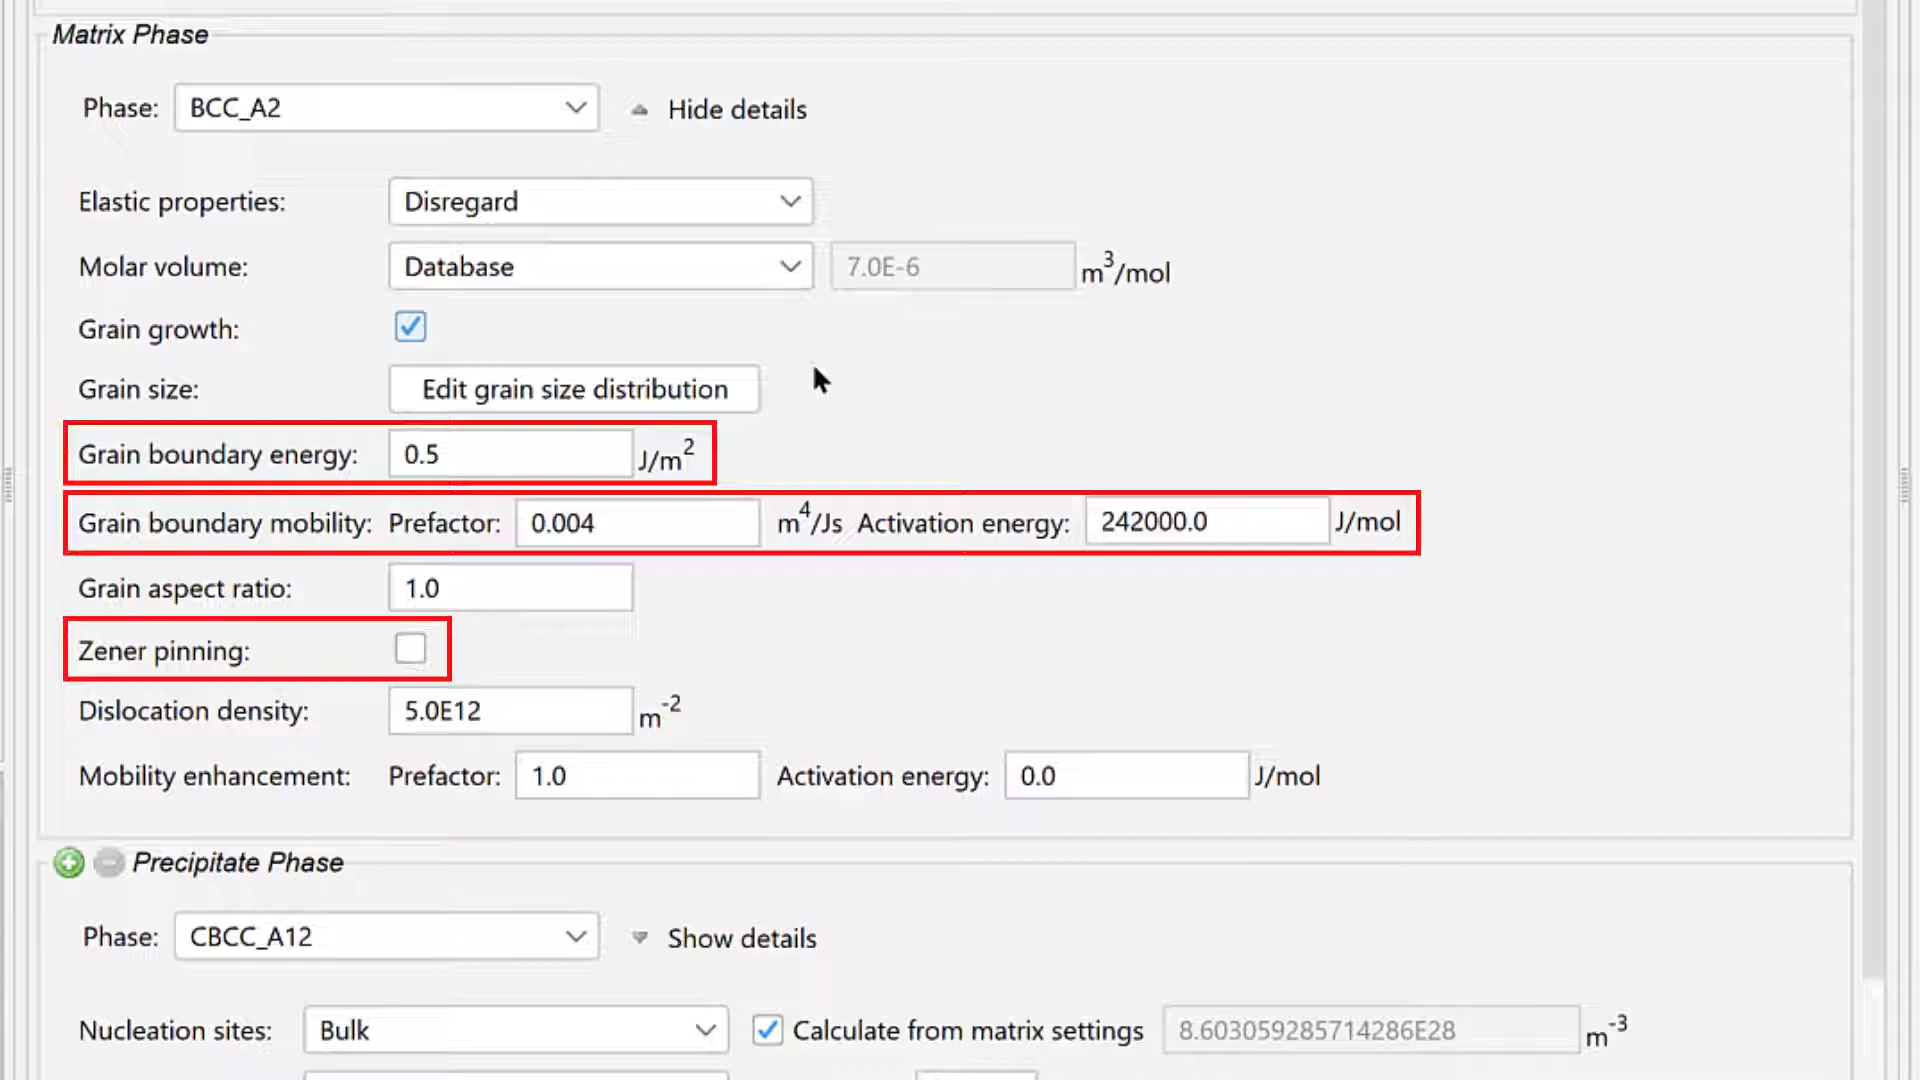 Matrix Phase
Phase: BCC_A2 Hide details
Elastic properties: Disregard
Molar volume: Database 7.0E-6 m³/mol
Grain growth:
Grain size: Edit grain size distribution
Grain boundary energy: 0.5 J/m²
Grain boundary mobility: Prefactor: 0.004 m⁴/Js Activation energy: 242000.0 J/mol
Grain aspect ratio: 1.0
Zener pinning:
Dislocation density: 5.0E12 m⁻²
Mobility enhancement: Prefactor: 1.0 Activation energy: 0.0 J/mol
Precipitate Phase
Phase: CBCC_A12 Show details
Nucleation sites: Bulk Calculate from matrix settings 8.603059285714286E28 m⁻³